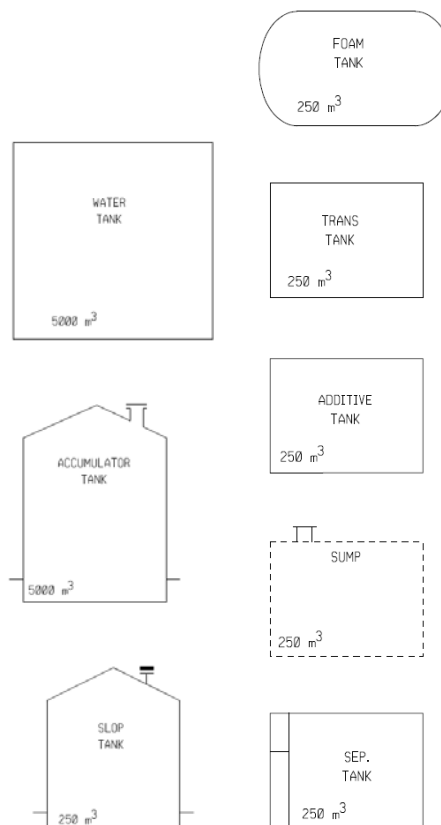 FOAM
TANK
250 m³
WATER
TANK
5000 m³
TRANS
TANK
250 m³
ADDITIVE
TANK
250 m³
ACCUMULATOR
TANK
5000 m³
SUMP
250 m³
SLOP
TANK
250 m³
SEP.
TANK
250 m³